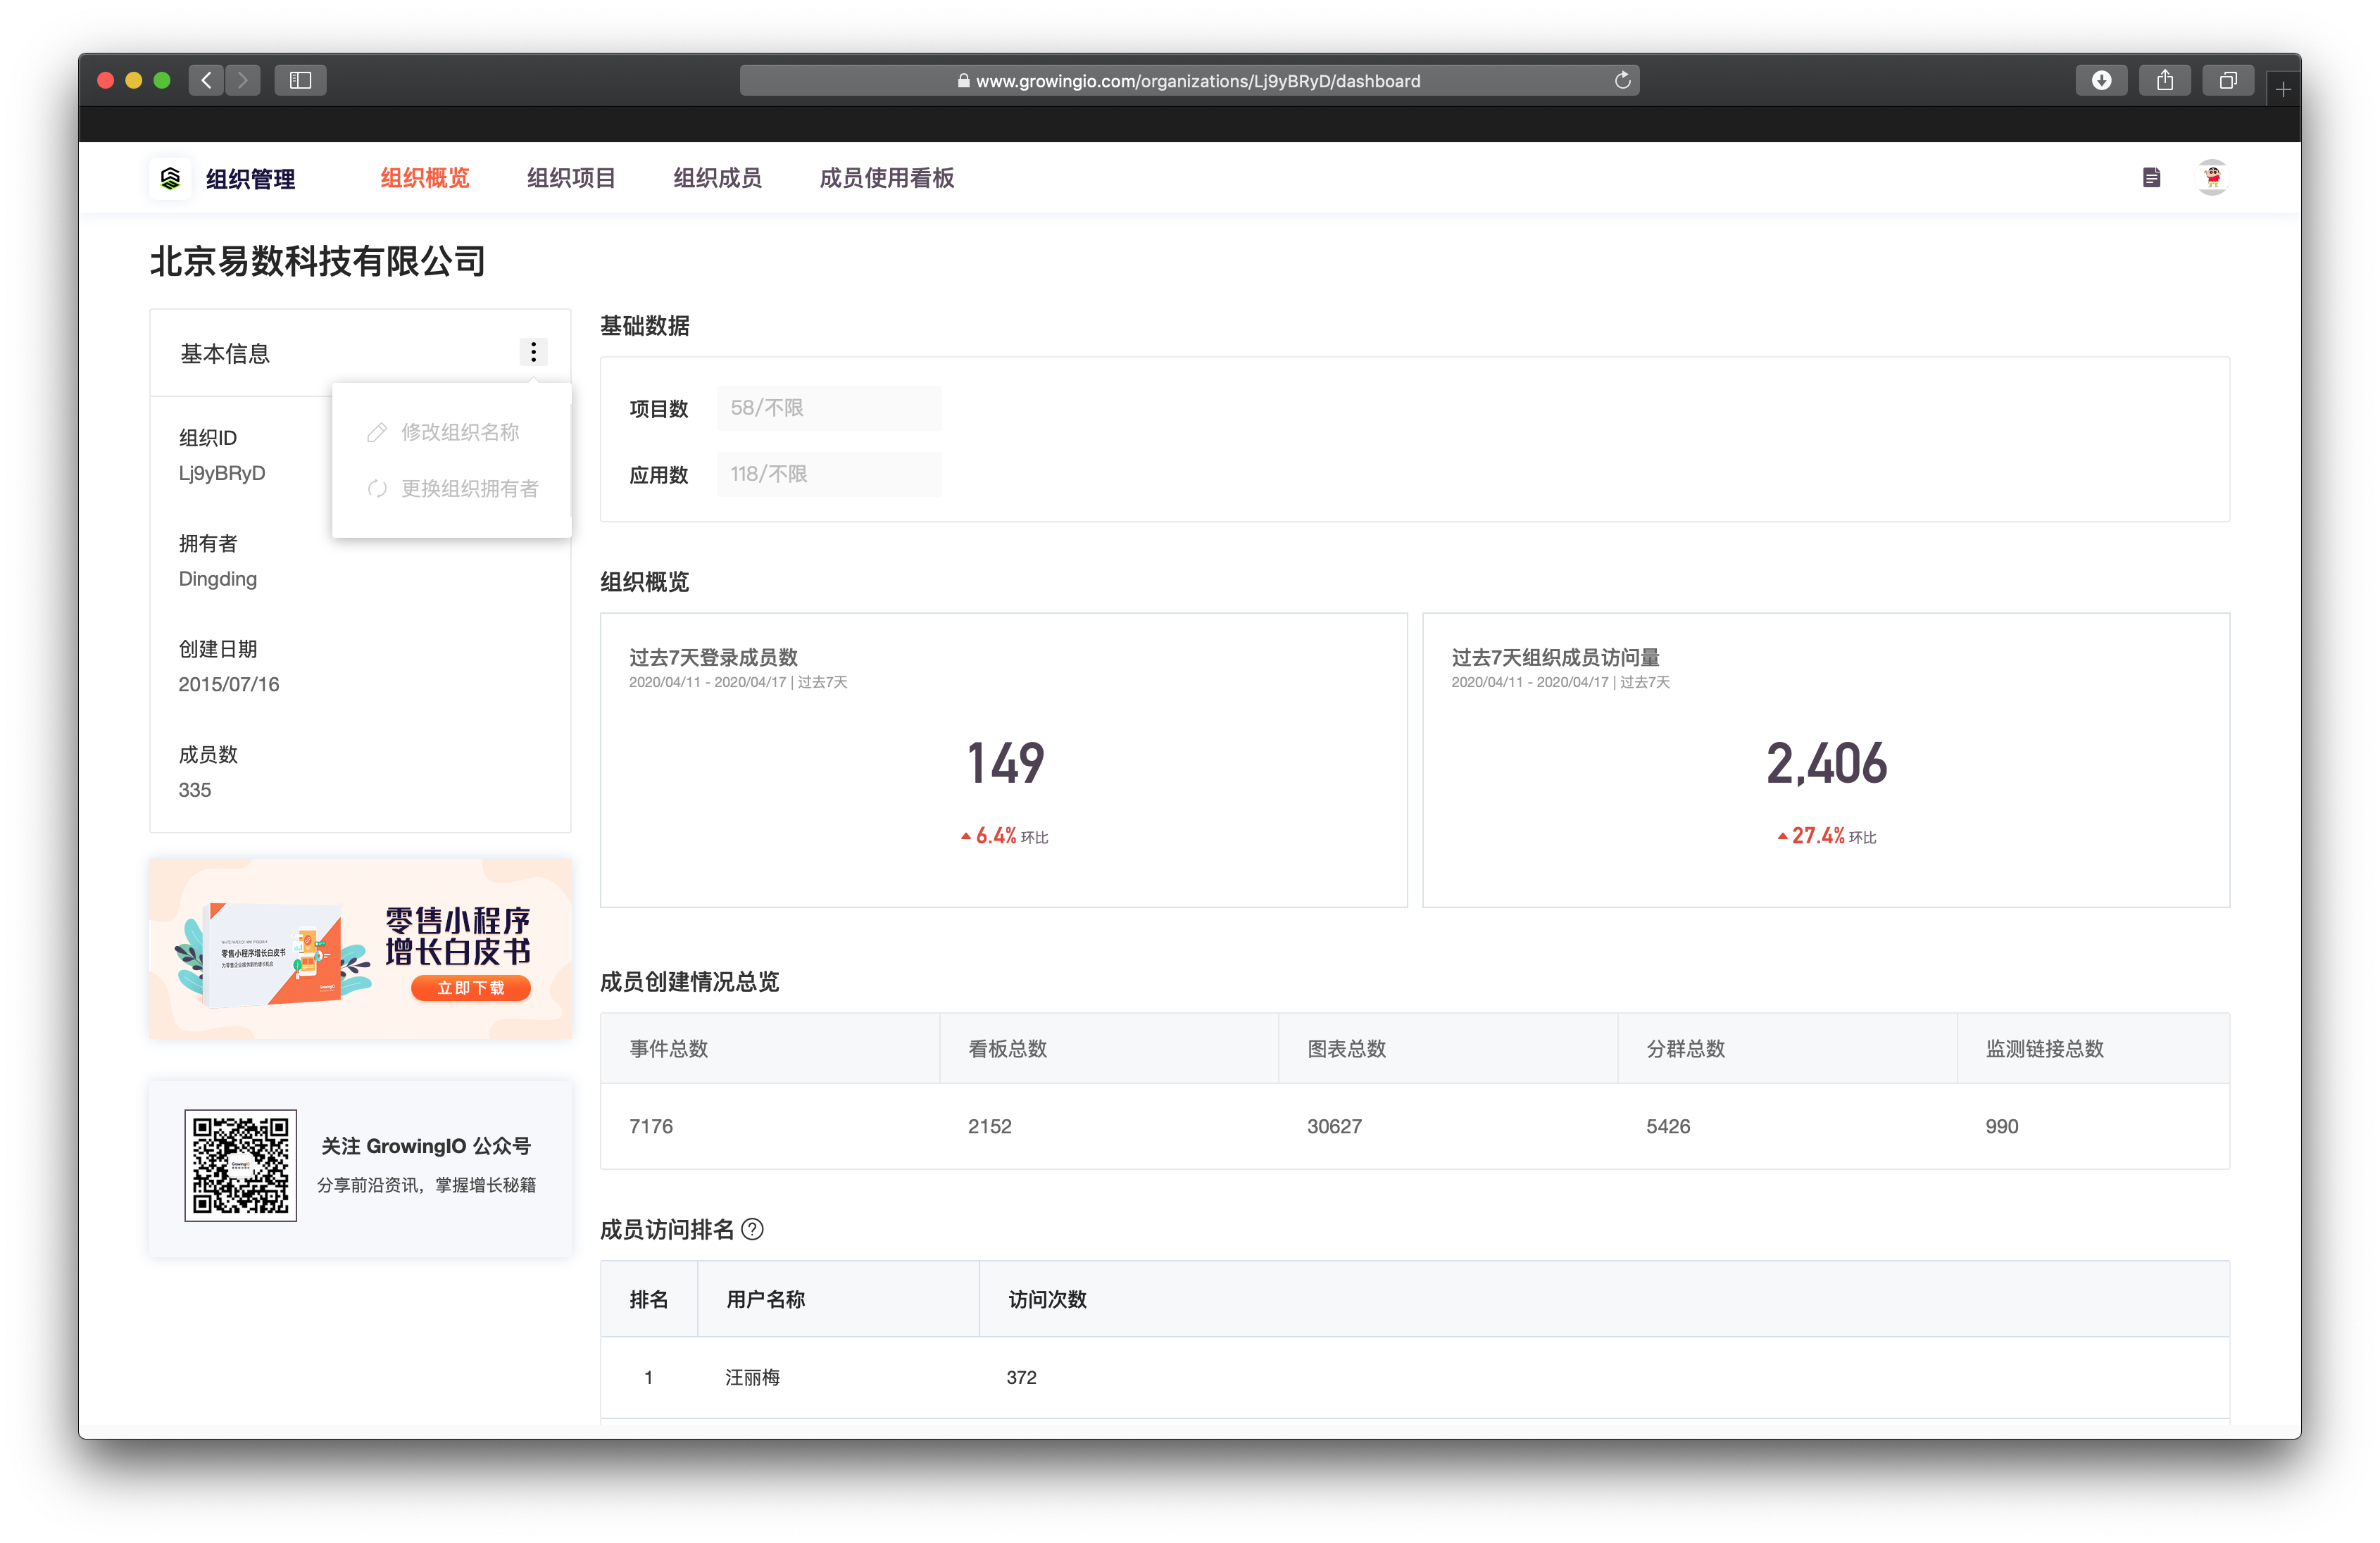 www.growingio.com/organizations/Lj9yBRyD/dashboard
组织管理
组织概览
组织项目
组织成员
成员使用看板
北京易数科技有限公司
基本信息
修改组织名称
更换组织拥有者
组织ID
Lj9yBRyD
拥有者
Dingding
创建日期
2015/07/16
成员数
335
零售小程序增长白皮书
零售小程序
增长白皮书
立即下载
关注 GrowingIO 公众号
分享前沿资讯，掌握增长秘籍
基础数据
项目数 58/不限
应用数 118/不限
组织概览
过去7天登录成员数
2020/04/11 - 2020/04/17 | 过去7天
149
6.4% 环比
过去7天组织成员访问量
2020/04/11 - 2020/04/17 | 过去7天
2,406
27.4% 环比
成员创建情况总览
事件总数 看板总数 图表总数 分群总数 监测链接总数
7176 2152 30627 5426 990
成员访问排名
排名 用户名称 访问次数
1 汪丽梅 372